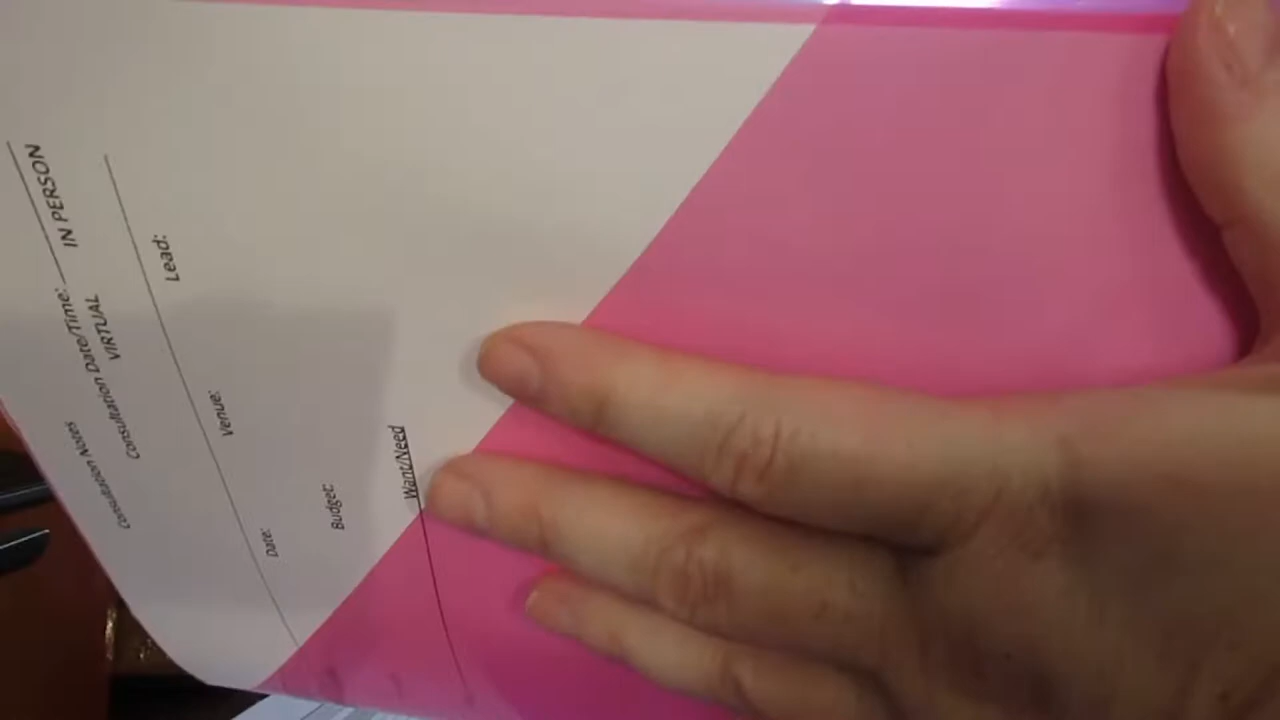 Consultation Notes
Consultation Date/Time:
VIRTUAL IN PERSON
Lead:
Date: Venue:
Budget:
Want/Need